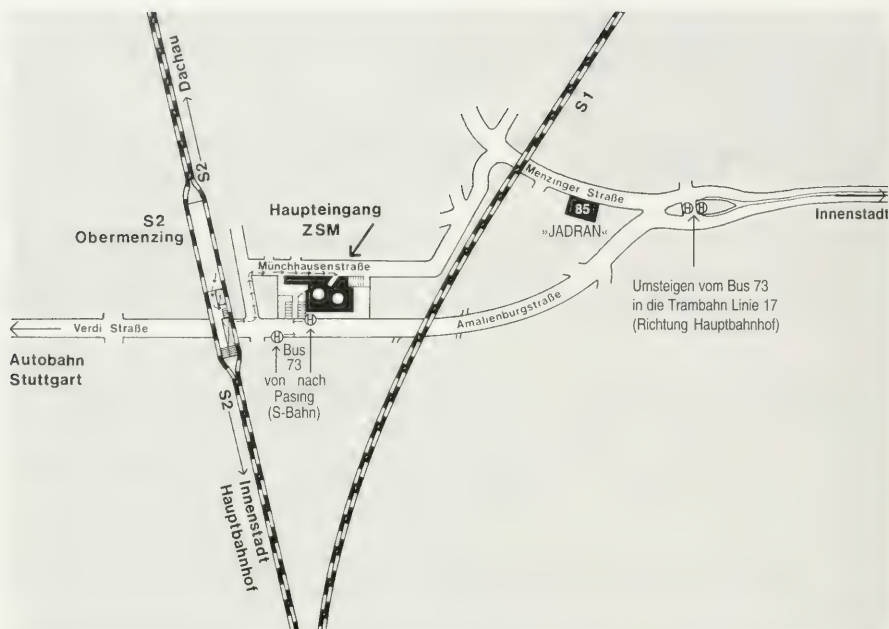 Dachau
S2
S1
S2
Obermenzing
Haupteingang
ZSM
Münchhausenstraße
Menzinger Straße
85
»JADRAN«
H H
Innenstadt
Umsteigen vom Bus 73
in die Trambahn Linie 17
(Richtung Hauptbahnhof)
Amalienburgstraße
Verdi Straße
Autobahn
Stuttgart
H
H
Bus
73
von nach
Pasing
(S-Bahn)
S2
Innenstadt
Hauptbahnhof